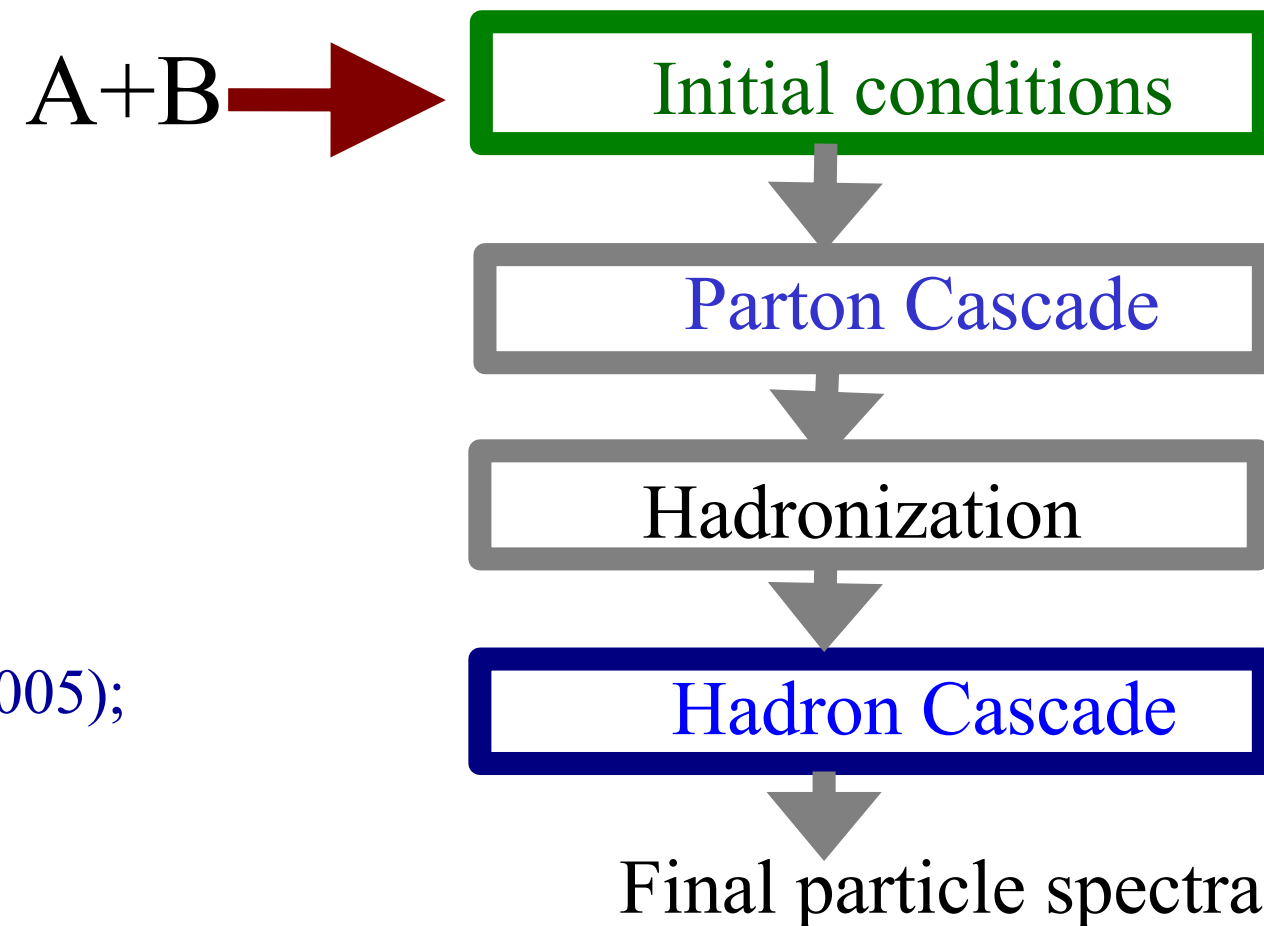 A+B
Initial conditions
Parton Cascade
Hadronization
005);
Hadron Cascade
Final particle spectra